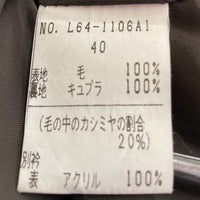 NO. L64-1106A1
40
表地 毛 100%
裏地 キュプラ 100%
(毛の中のカシミヤの割合
20%)
別衿
表 アクリル 100%